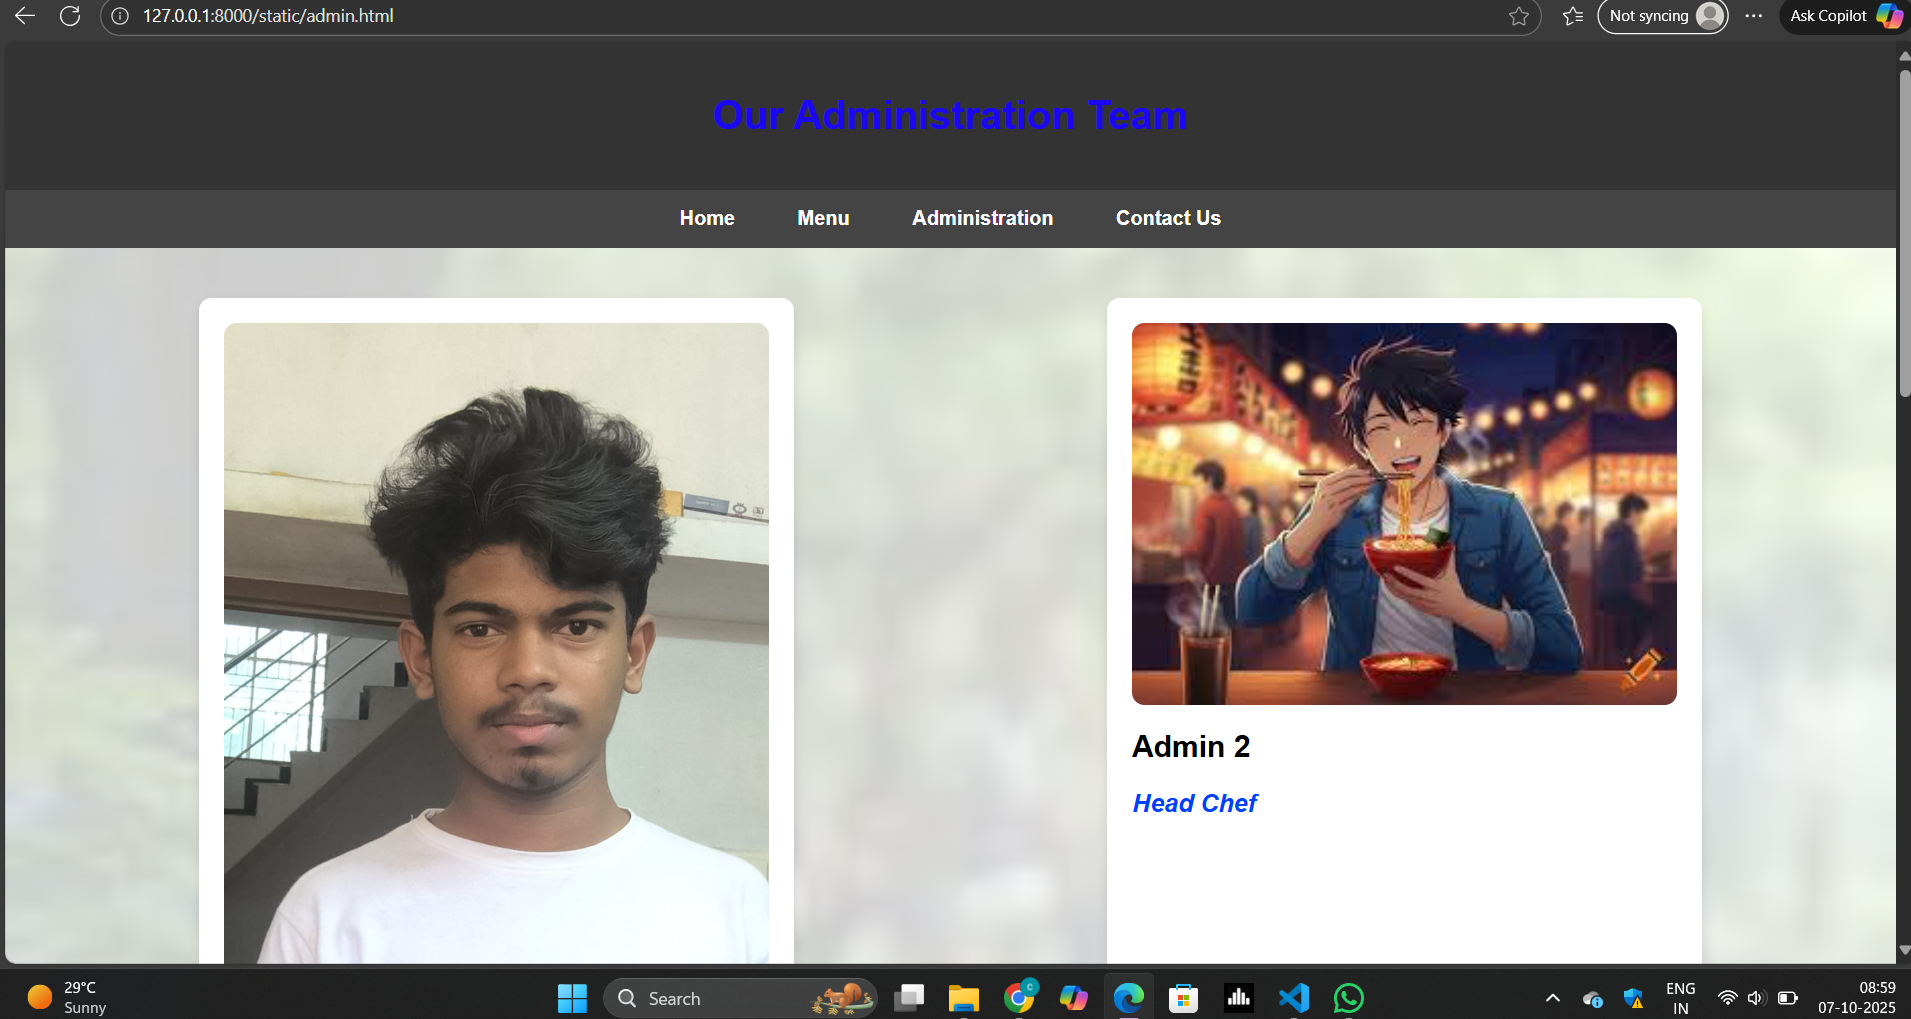 127.0.0.1:8000/static/admin.html
Not syncing
Ask Copilot
Our Administration Team
Home Menu Administration Contact Us
Admin 2
Head Chef
29°C
Sunny
Search
ENG
IN
08:59
07-10-2025